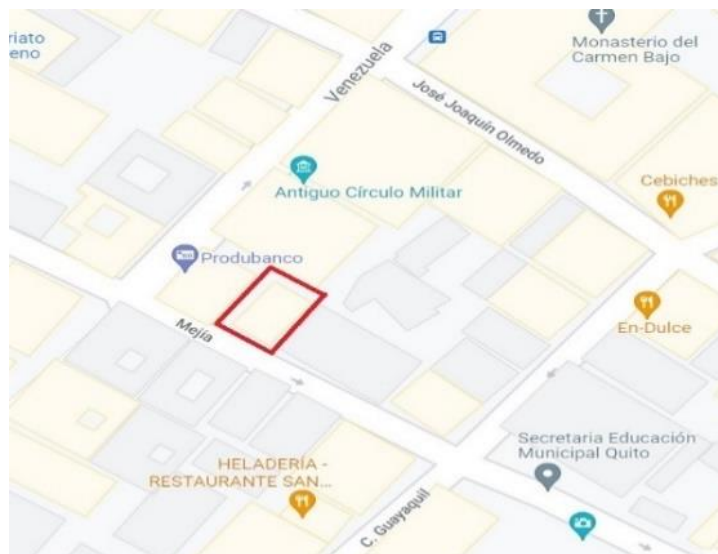 riato
eno
Venezuela
Monasterio del
Carmen Bajo
José Joaquín Olmedo
Antiguo Círculo Militar
Cebiches
Produbanco
En-Dulce
Mejía
Secretaria Educación
Municipal Quito
HELADERÍA -
RESTAURANTE SAN...
C. Guayaquil